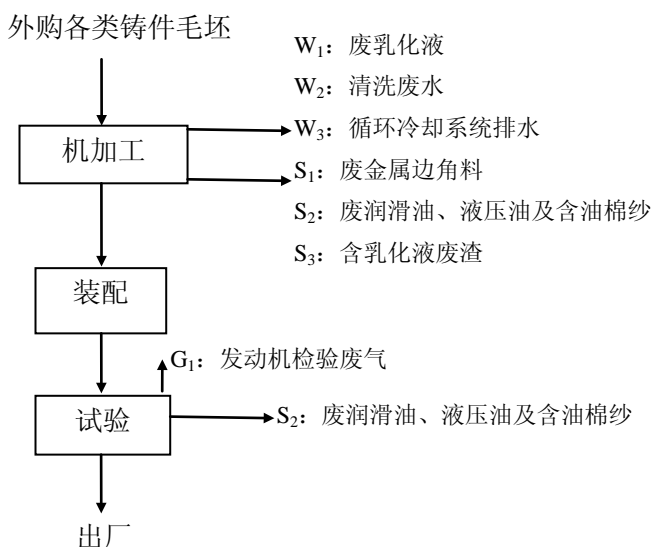 外购各类铸件毛坯
W1：废乳化液
W2：清洗废水
W3：循环冷却系统排水
机加工
S1：废金属边角料
S2：废润滑油、液压油及含油棉纱
S3：含乳化液废渣
装配
G1：发动机检验废气
试验
S2：废润滑油、液压油及含油棉纱
出厂